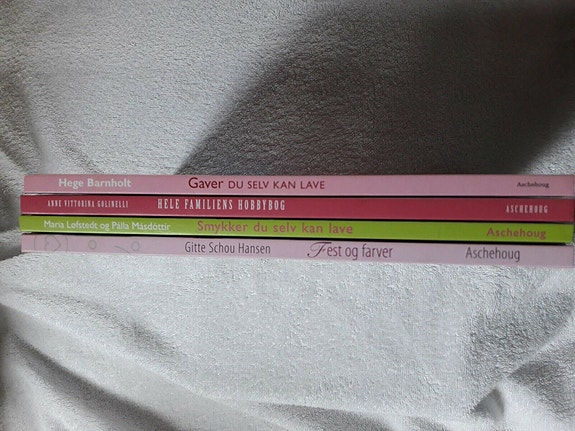 Hege Barnholt Gaver DU SELV KAN LAVE Aschehoug
ANNE VITTORINA GOLINELLI HELE FAMILIENS HOBBYBOG ASCHEHOUG
Maria Løfstedt og Pálla Másdóttir Smykker du selv kan lave Aschehoug
Gitte Schou Hansen Fest og farver Aschehoug